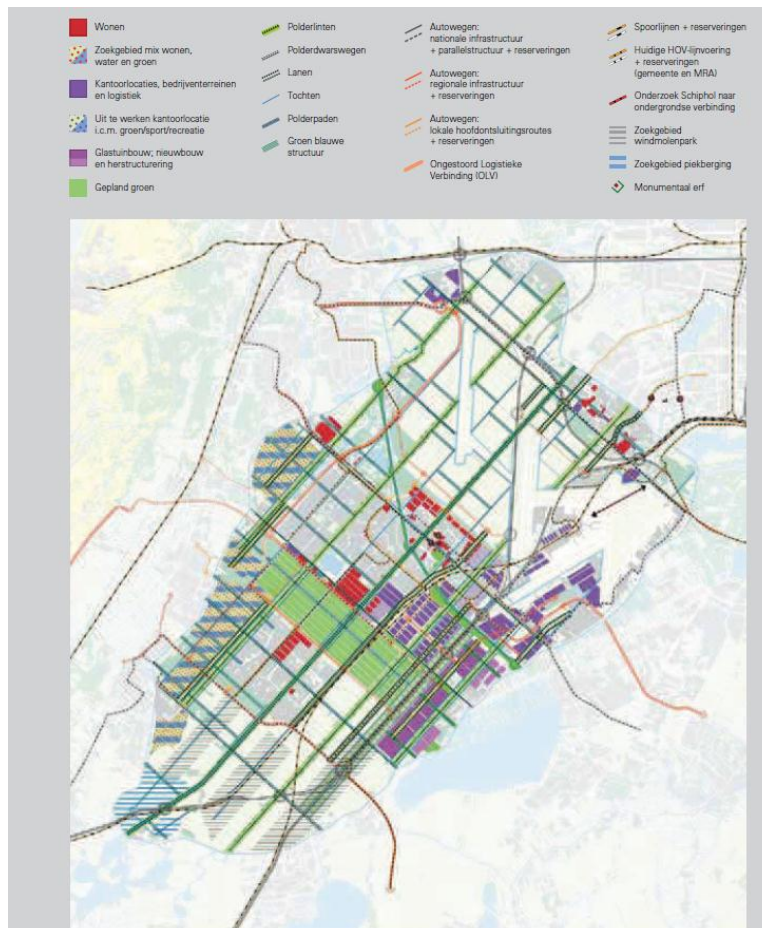 Wonen
Zoekgebied mix wonen,
water en groen
Kantoorlocaties, bedrijventerreinen
en logistiek
Uit te werken kantoorlocatie
i.c.m. groen/sport/recreatie
Glastuinbouw; nieuwbouw
en herstructurering
Gepland groen
Polderlinten
Polderdwarswegen
Lanen
Tochten
Polderpaden
Groen blauwe
structuur
Autowegen:
nationale infrastructuur
+ parallelstructuur + reserveringen
Autowegen:
regionale infrastructuur
+ reserveringen
Autowegen:
lokale hoofdontsluitingsroutes
+ reserveringen
Ongestoord Logistieke
Verbinding (OLV)
Spoorlijnen + reserveringen
Huidige HOV-lijnvoering
+ reserveringen
(gemeente en MRA)
Onderzoek Schiphol naar
ondergrondse verbinding
Zoekgebied
windmolenpark
Zoekgebied piekberging
Monumentaal erf